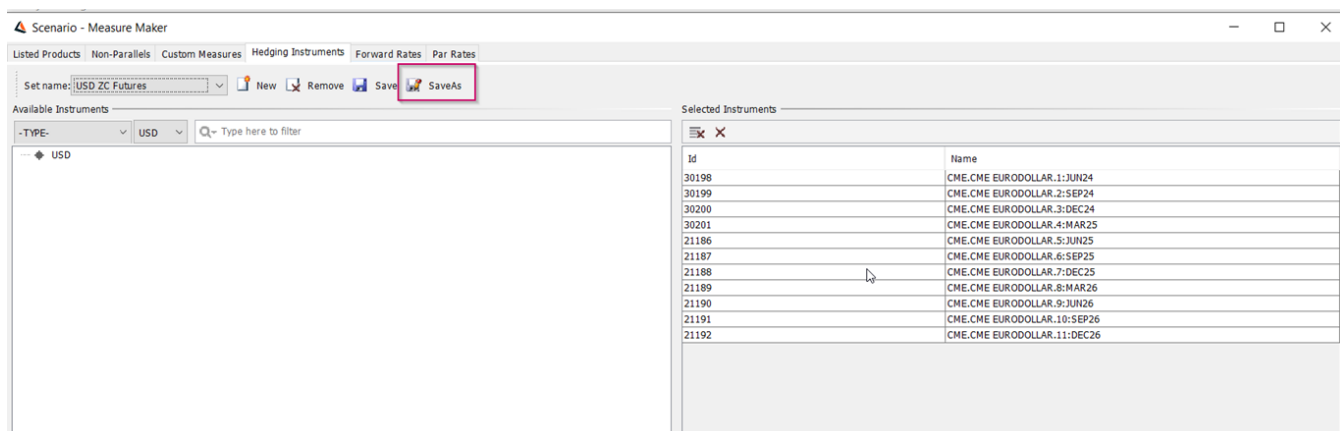 Scenario - Measure Maker
Listed Products Non-Parallels Custom Measures Hedging Instruments Forward Rates Par Rates
Set name: USD ZC Futures New Remove Save SaveAs
Available Instruments
-TYPE- USD Type here to filter
USD
Selected Instruments
Id Name
30198 CME.CME EURODOLLAR.1:JUN24
30199 CME.CME EURODOLLAR.2:SEP24
30200 CME.CME EURODOLLAR.3:DEC24
30201 CME.CME EURODOLLAR.4:MAR25
21186 CME.CME EURODOLLAR.5:JUN25
21187 CME.CME EURODOLLAR.6:SEP25
21188 CME.CME EURODOLLAR.7:DEC25
21189 CME.CME EURODOLLAR.8:MAR26
21190 CME.CME EURODOLLAR.9:JUN26
21191 CME.CME EURODOLLAR.10:SEP26
21192 CME.CME EURODOLLAR.11:DEC26